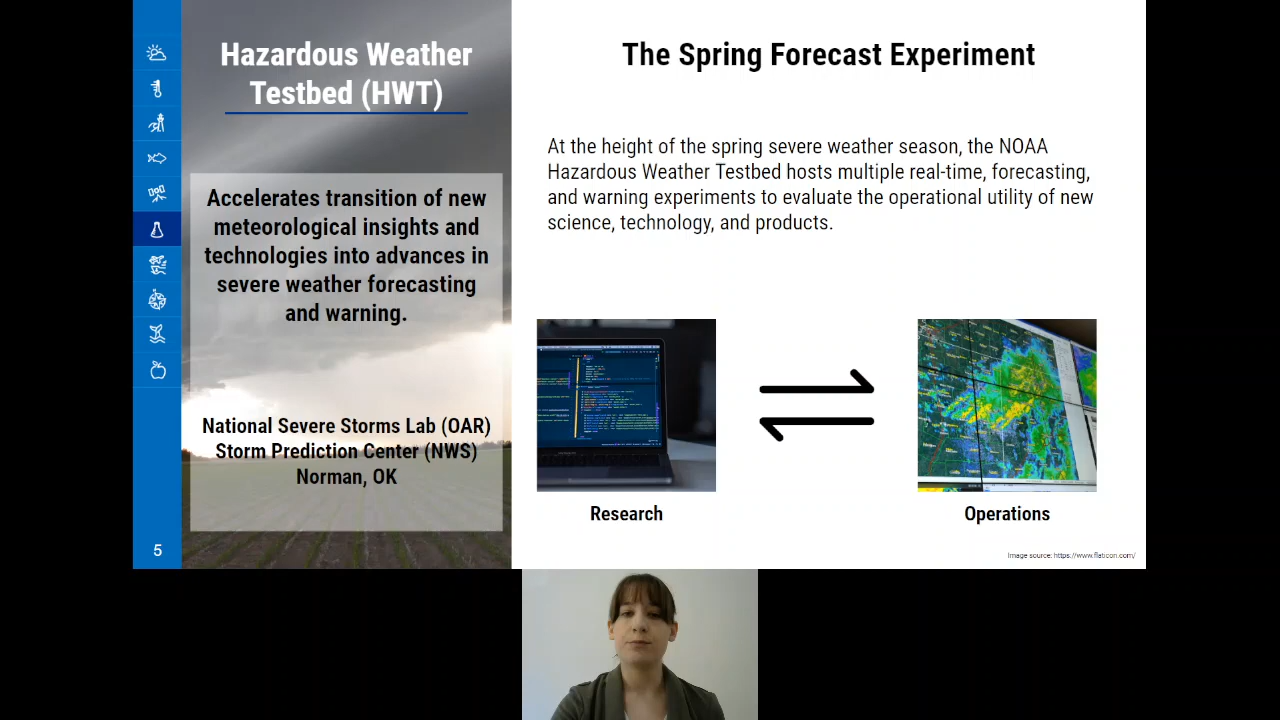 Hazardous Weather
Testbed (HWT)
Accelerates transition of new
meteorological insights and
technologies into advances in
severe weather forecasting
and warning.
National Severe Storms Lab (OAR)
Storm Prediction Center (NWS)
Norman, OK
5
The Spring Forecast Experiment
At the height of the spring severe weather season, the NOAA
Hazardous Weather Testbed hosts multiple real-time, forecasting,
and warning experiments to evaluate the operational utility of new
science, technology, and products.
Research
Operations
Image source: https://www.flaticon.com/